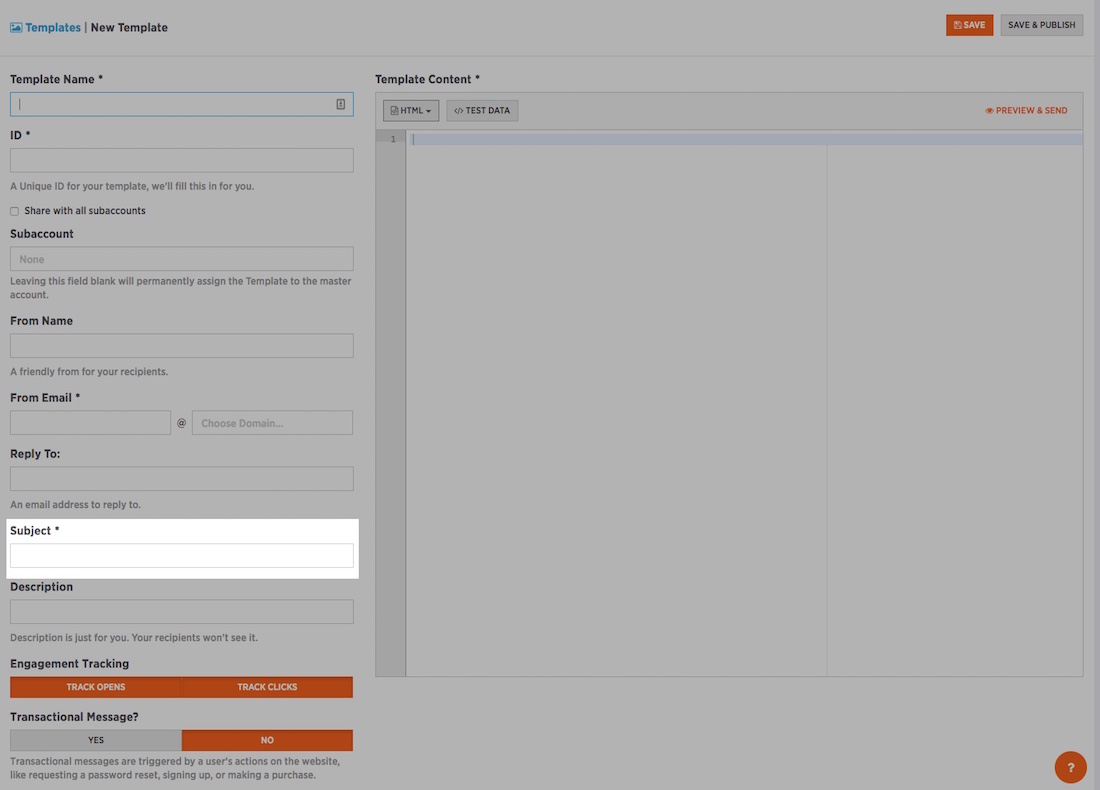 Templates | New Template
SAVE
SAVE & PUBLISH
Template Name *
ID *
A Unique ID for your template, we'll fill this in for you.
Share with all subaccounts
Subaccount
None
Leaving this field blank will permanently assign the Template to the master
account.
From Name
A friendly from for your recipients.
From Email *
@
Choose Domain...
Reply To:
An email address to reply to.
Subject *
Description
Description is just for you. Your recipients won't see it.
Engagement Tracking
TRACK OPENS
TRACK CLICKS
Transactional Message?
YES
NO
Transactional messages are triggered by a user's actions on the website,
like requesting a password reset, signing up, or making a purchase.
Template Content *
HTML
</> TEST DATA
PREVIEW & SEND
1
?